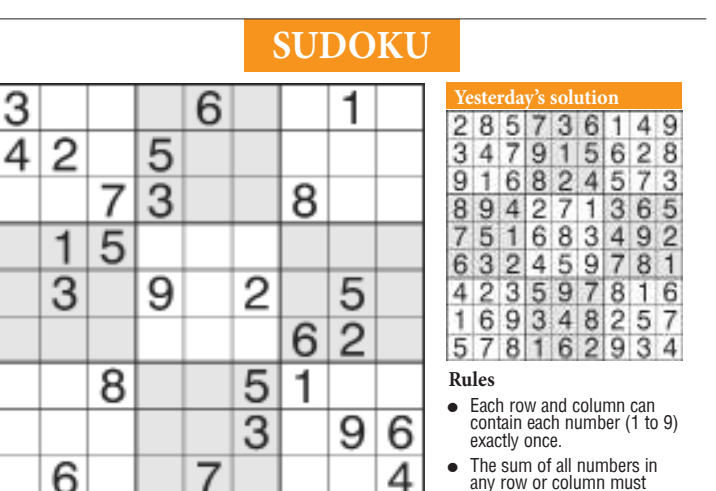 SUDOKU
3 6 1
4 2 5
7 3 8
1 5
3 9 2 5
6 2
8 5 1
3 9 6
6 7 4
Yesterday's solution
2 8 5 7 3 6 1 4 9
3 4 7 9 1 5 6 2 8
9 1 6 8 2 4 5 7 3
8 9 4 2 7 1 3 6 5
7 5 1 6 8 3 4 9 2
6 3 2 4 5 9 7 8 1
4 2 3 5 9 7 8 1 6
1 6 9 3 4 8 2 5 7
5 7 8 1 6 2 9 3 4
Rules
● Each row and column can
contain each number (1 to 9)
exactly once.
● The sum of all numbers in
any row or column must